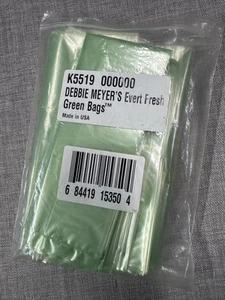 K5519 000000
DEBBIE MEYER'S Evert Fresh
Green Bags™
Made in USA
6 84419 15350 4